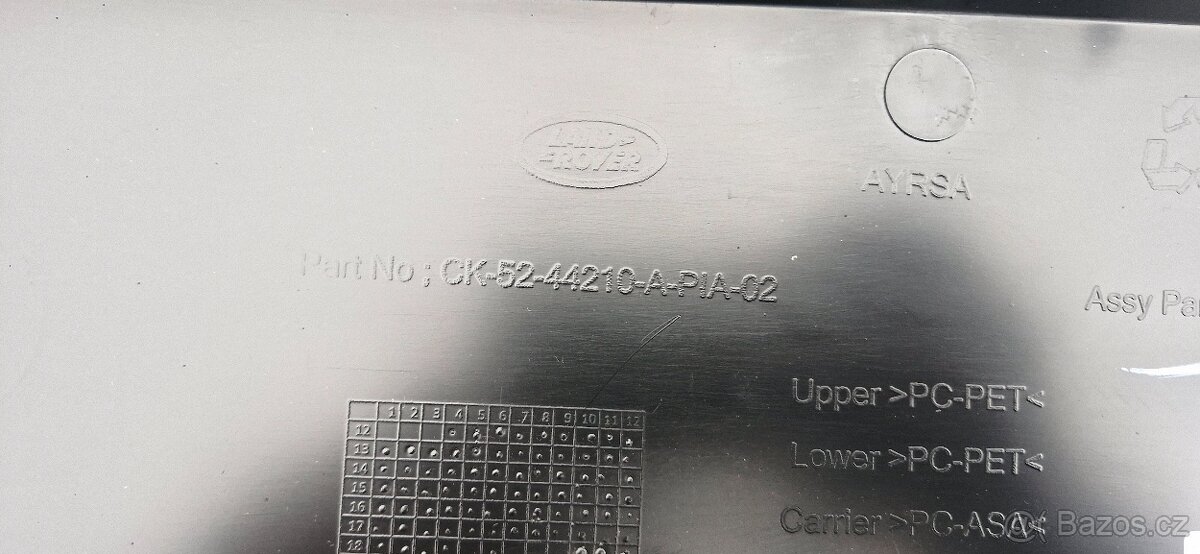 LAND
ROVER
AYRSA
Part No ; CK-52-44210-A-PIA-02
Assy Pa
Upper >PC-PET<
Lower >PC-PET<
Carrier >PC-ASA<
1 2 3 4 5 6 7 8 9 10 11 12
12
13
14
15
16
17
18
Bazos.cz